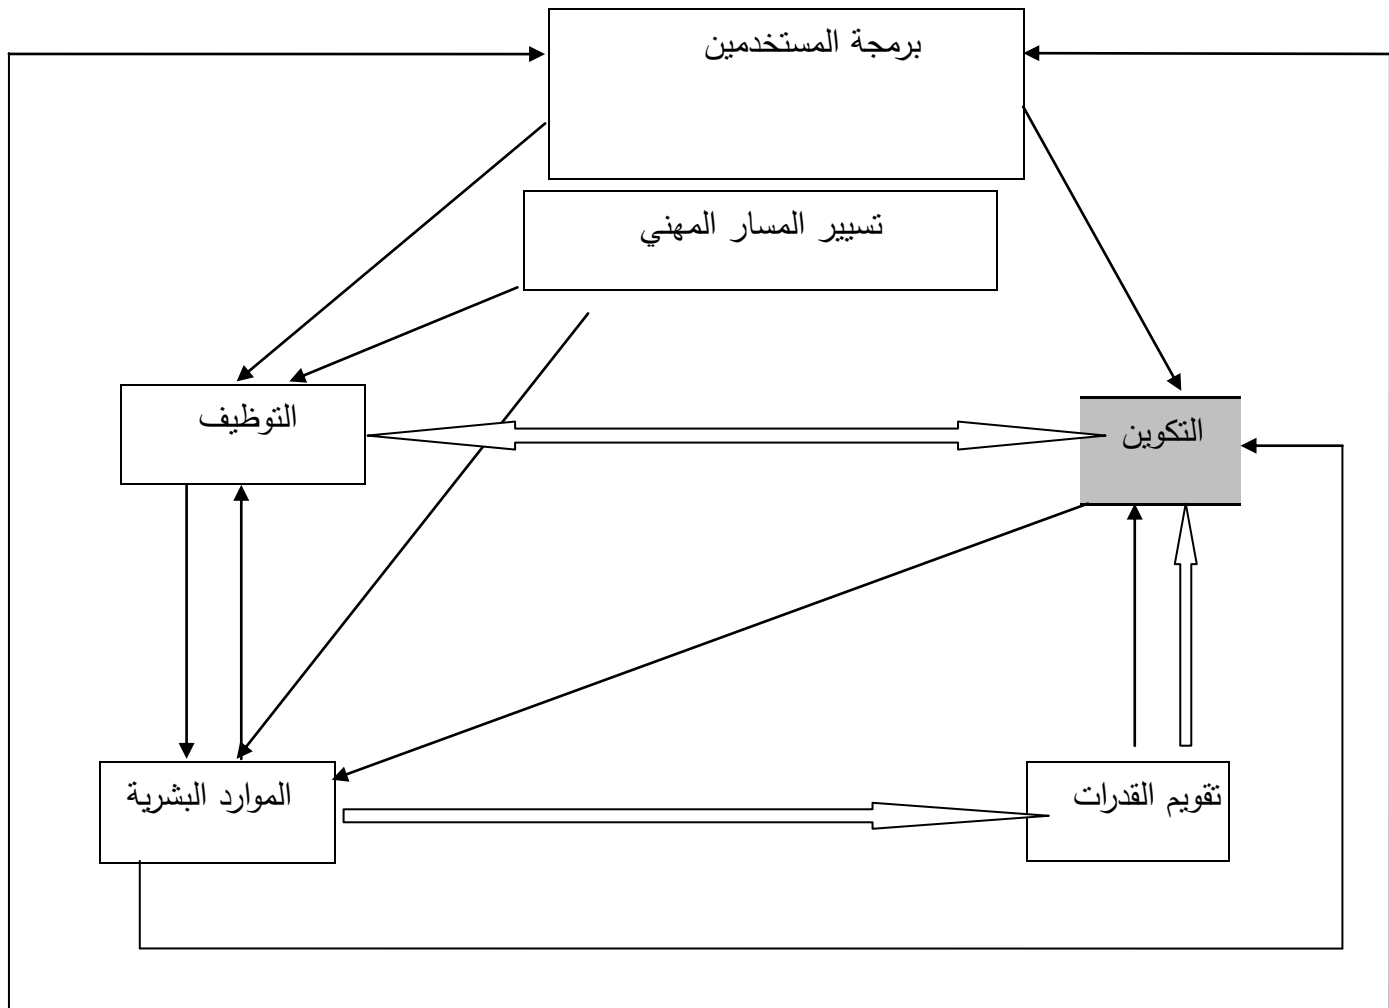 برمجة المستخدمين
تسيير المسار المهني
التوظيف
التكوين
الموارد البشرية
تقويم القدرات